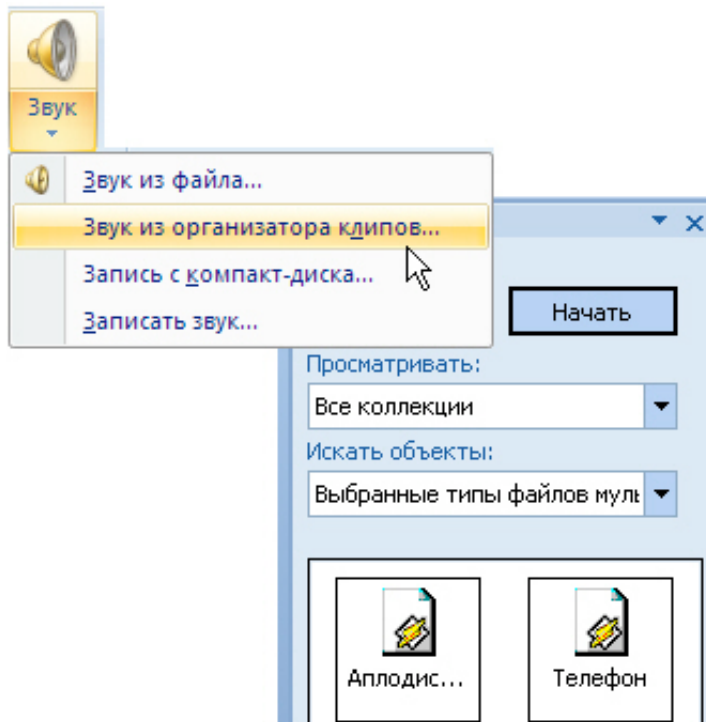 Звук
Звук из файла...
Звук из организатора клипов...
Запись с компакт-диска...
Записать звук...
Начать
Просматривать:
Все коллекции
Искать объекты:
Выбранные типы файлов муль
Аплодис...
Телефон